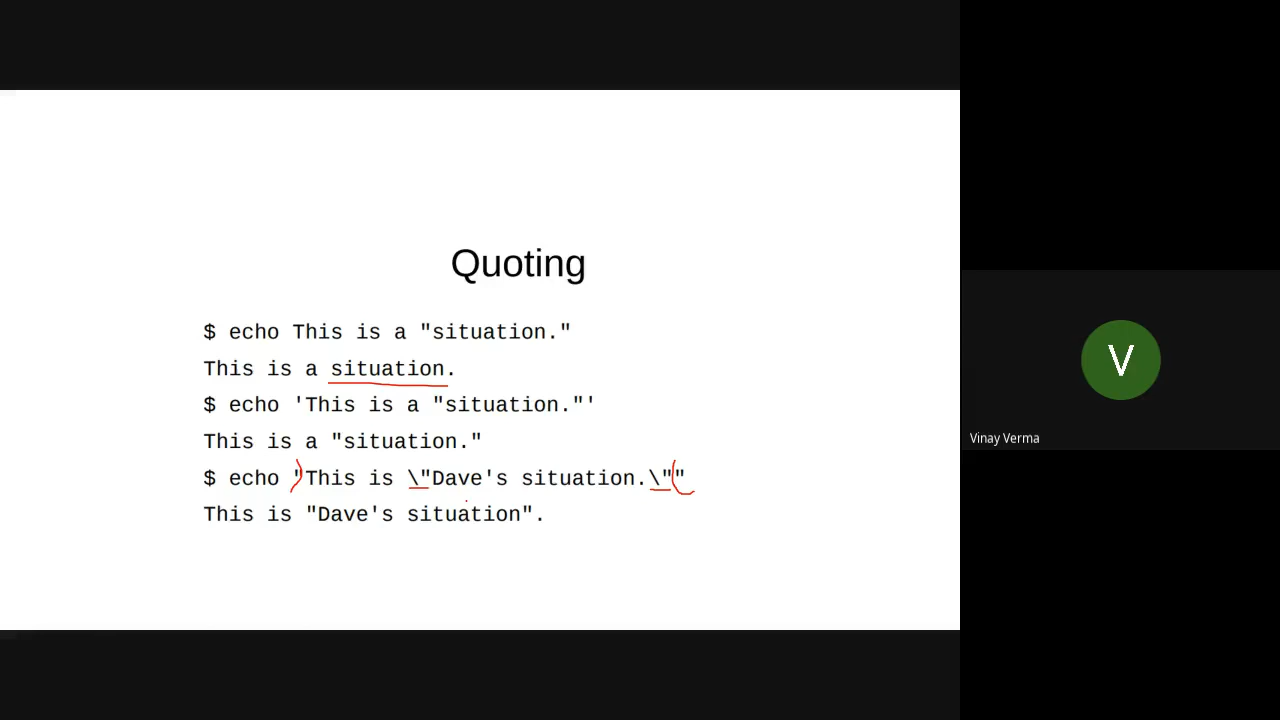 Quoting
$ echo This is a "situation."
This is a situation.
$ echo 'This is a "situation."'
This is a "situation."
$ echo "This is \"Dave's situation.\""
This is "Dave's situation".
V
Vinay Verma